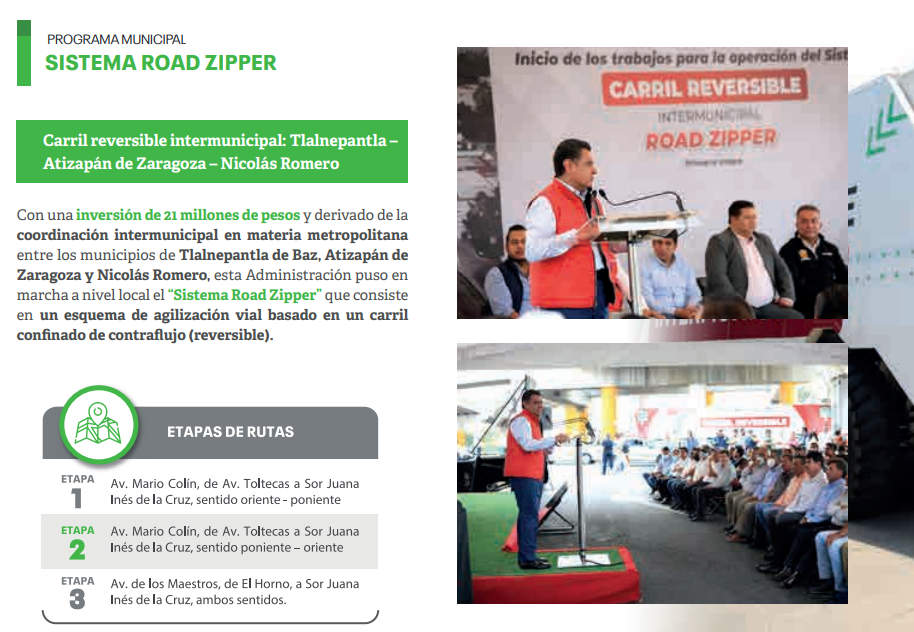 PROGRAMA MUNICIPAL
SISTEMA ROAD ZIPPER
Carril reversible intermunicipal: Tlalnepantla –
Atizapán de Zaragoza – Nicolás Romero
Con una inversión de 21 millones de pesos y derivado de la
coordinación intermunicipal en materia metropolitana
entre los municipios de Tlalnepantla de Baz, Atizapán de
Zaragoza y Nicolás Romero, esta Administración puso en
marcha a nivel local el “Sistema Road Zipper” que consiste
en un esquema de agilización vial basado en un carril
confinado de contraflujo (reversible).
ETAPAS DE RUTAS
ETAPA
1
Av. Mario Colín, de Av. Toltecas a Sor Juana
Inés de la Cruz, sentido oriente - poniente
ETAPA
2
Av. Mario Colín, de Av. Toltecas a Sor Juana
Inés de la Cruz, sentido poniente – oriente
ETAPA
3
Av. de los Maestros, de El Horno, a Sor Juana
Inés de la Cruz, ambos sentidos.
Inicio de los trabajos para la operación del Sist
CARRIL REVERSIBLE
INTERMUNICIPAL
ROAD ZIPPER
CARRIL REVERSIBLE